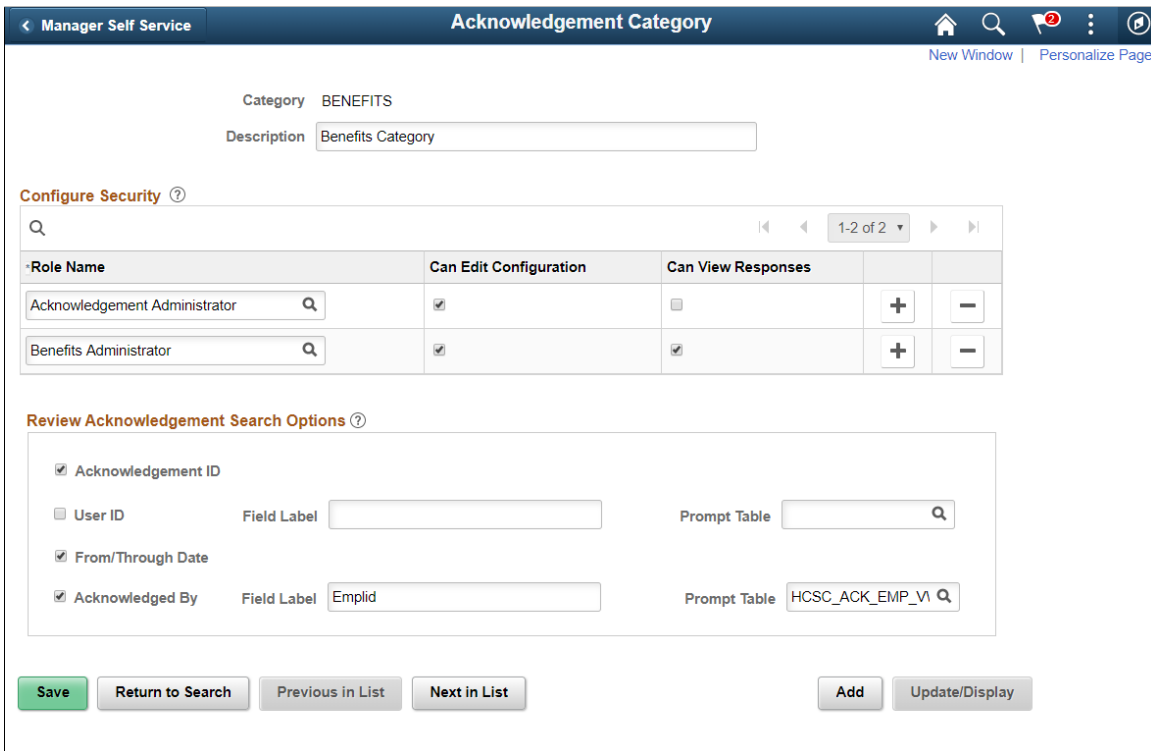 Manager Self Service Acknowledgement Category 2
New Window | Personalize Page
Category BENEFITS
Description Benefits Category
Configure Security ?
1-2 of 2
*Role Name Can Edit Configuration Can View Responses
Acknowledgement Administrator
Benefits Administrator
Review Acknowledgement Search Options ?
Acknowledgement ID
User ID Field Label Prompt Table
From/Through Date
Acknowledged By Field Label Emplid Prompt Table HCSC_ACK_EMP_V
Save Return to Search Previous in List Next in List Add Update/Display